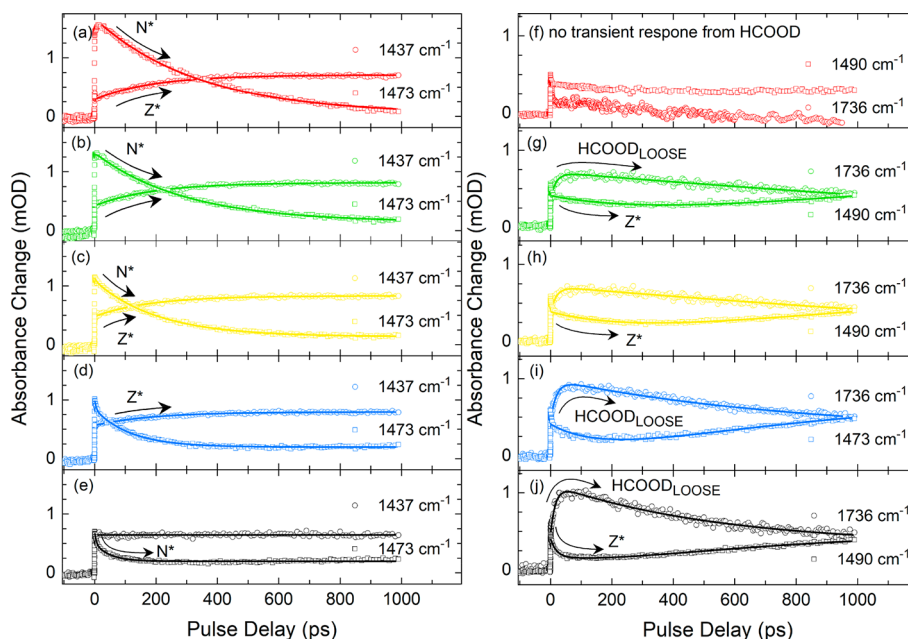 Absorbance Change (mOD)
(a)
N*
1437 cm⁻¹
1473 cm⁻¹
Z*
1
0
(b)
N*
1437 cm⁻¹
1473 cm⁻¹
1
0
(c)
N*
1437 cm⁻¹
1473 cm⁻¹
Z*
1
0
(d)
Z*
1437 cm⁻¹
1473 cm⁻¹
1
0
(e)
1437 cm⁻¹
1473 cm⁻¹
N*
1
0
0 200 400 600 800 1000
Pulse Delay (ps)
Absorbance Change (mOD)
(f) no transient respone from HCOOD
1490 cm⁻¹
1736 cm⁻¹
1
0
(g)
HCOOD_LOOSE
1736 cm⁻¹
1490 cm⁻¹
Z*
1
0
(h)
1736 cm⁻¹
1490 cm⁻¹
Z*
1
0
(i)
1736 cm⁻¹
HCOOD_LOOSE
1473 cm⁻¹
1
0
(j)
HCOOD_LOOSE
1736 cm⁻¹
Z*
1490 cm⁻¹
1
0
0 200 400 600 800 1000
Pulse Delay (ps)